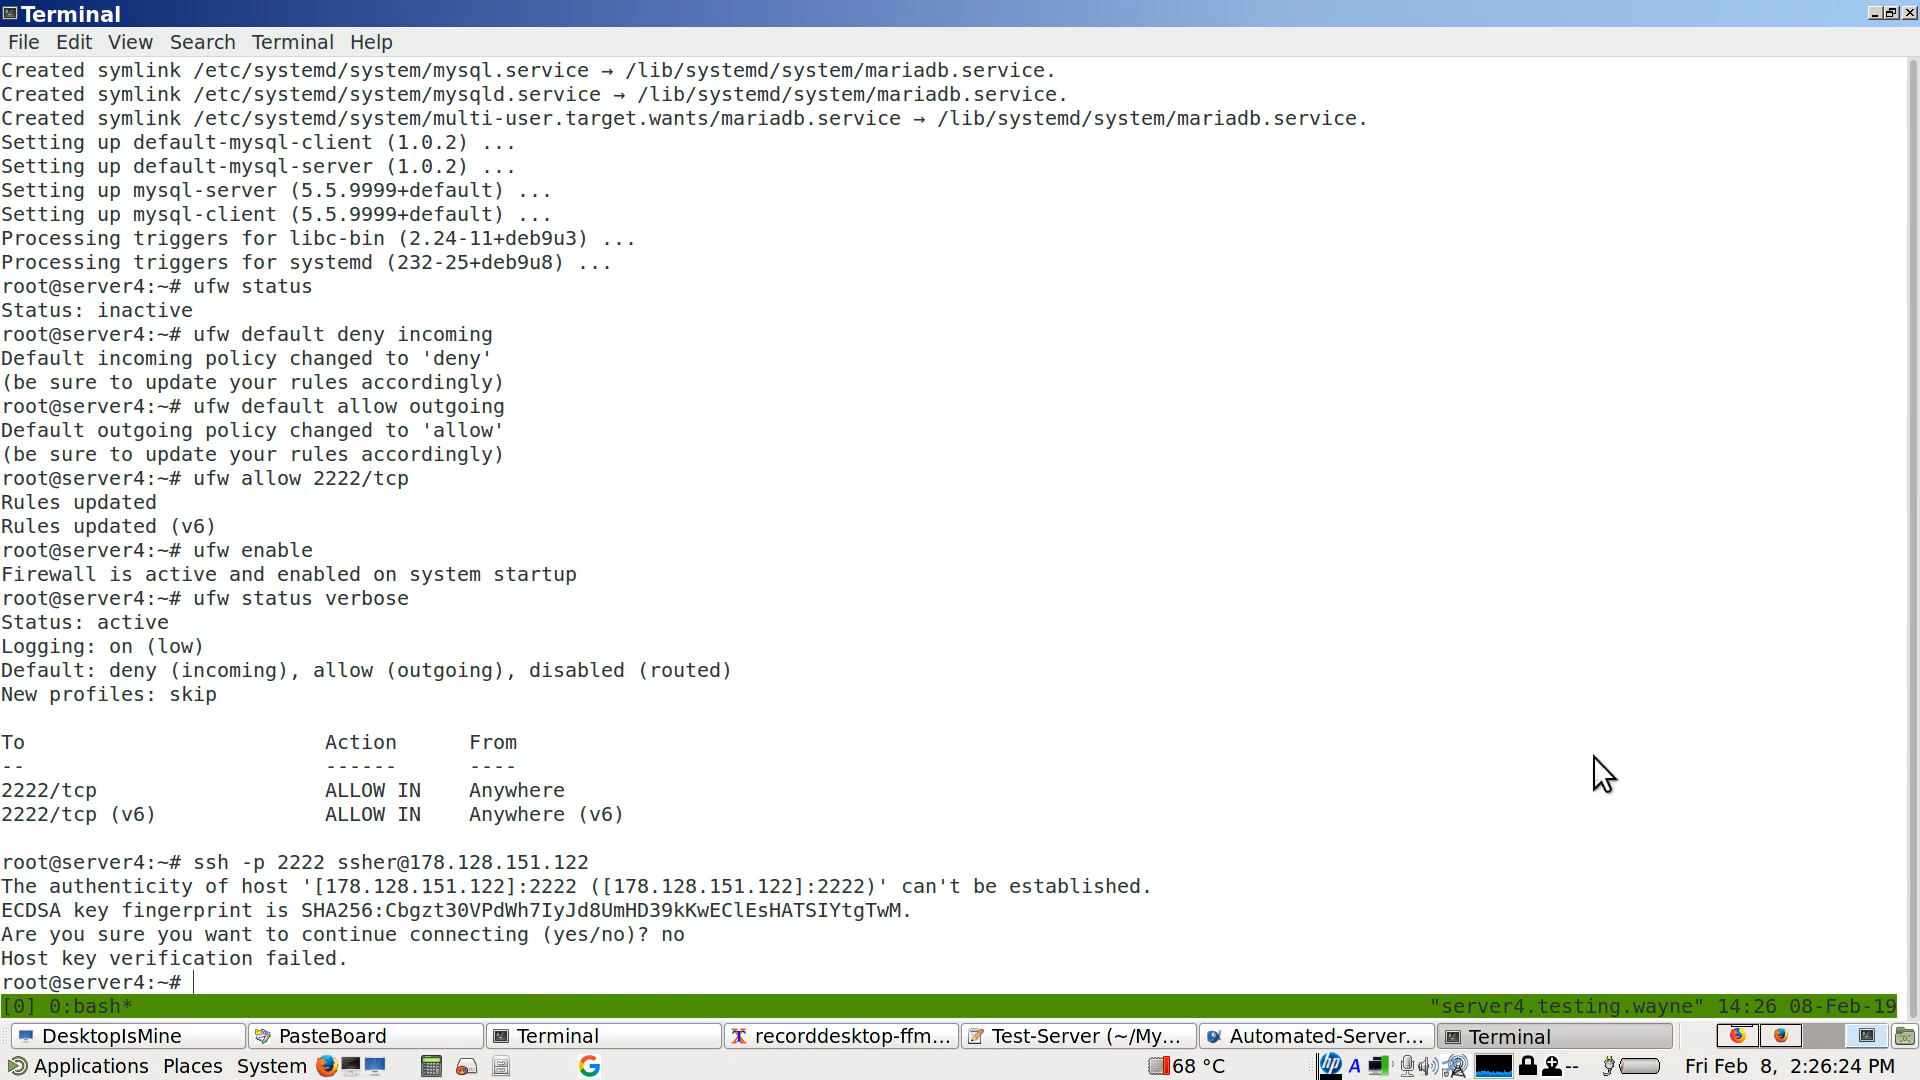 Terminal
File Edit View Search Terminal Help
Created symlink /etc/systemd/system/mysql.service → /lib/systemd/system/mariadb.service.
Created symlink /etc/systemd/system/mysqld.service → /lib/systemd/system/mariadb.service.
Created symlink /etc/systemd/system/multi-user.target.wants/mariadb.service → /lib/systemd/system/mariadb.service.
Setting up default-mysql-client (1.0.2) ...
Setting up default-mysql-server (1.0.2) ...
Setting up mysql-server (5.5.9999+default) ...
Setting up mysql-client (5.5.9999+default) ...
Processing triggers for libc-bin (2.24-11+deb9u3) ...
Processing triggers for systemd (232-25+deb9u8) ...
root@server4:~# ufw status
Status: inactive
root@server4:~# ufw default deny incoming
Default incoming policy changed to 'deny'
(be sure to update your rules accordingly)
root@server4:~# ufw default allow outgoing
Default outgoing policy changed to 'allow'
(be sure to update your rules accordingly)
root@server4:~# ufw allow 2222/tcp
Rules updated
Rules updated (v6)
root@server4:~# ufw enable
Firewall is active and enabled on system startup
root@server4:~# ufw status verbose
Status: active
Logging: on (low)
Default: deny (incoming), allow (outgoing), disabled (routed)
New profiles: skip
To Action From
-- ------ ----
2222/tcp ALLOW IN Anywhere
2222/tcp (v6) ALLOW IN Anywhere (v6)
root@server4:~# ssh -p 2222 ssher@178.128.151.122
The authenticity of host '[178.128.151.122]:2222 ([178.128.151.122]:2222)' can't be established.
ECDSA key fingerprint is SHA256:Cbgzt30VPdWh7IyJd8UmHD39kKwEClEsHATSIYtgTwM.
Are you sure you want to continue connecting (yes/no)? no
Host key verification failed.
root@server4:~#
[0] 0:bash* "server4.testing.wayne" 14:26 08-Feb-19
DesktopIsMine PasteBoard Terminal recorddesktop-ffm... Test-Server (~/My... Automated-Server... Terminal
Applications Places System 68 °C A -- Fri Feb 8, 2:26:24 PM